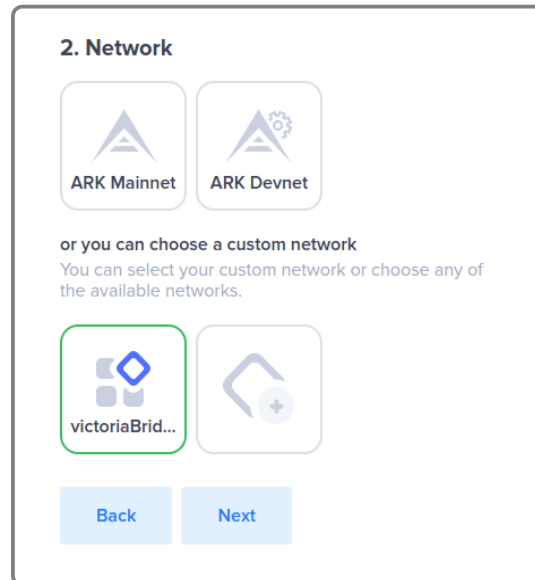 2. Network
ARK Mainnet
ARK Devnet
or you can choose a custom network
You can select your custom network or choose any of
the available networks.
victoriaBrid...
Back
Next